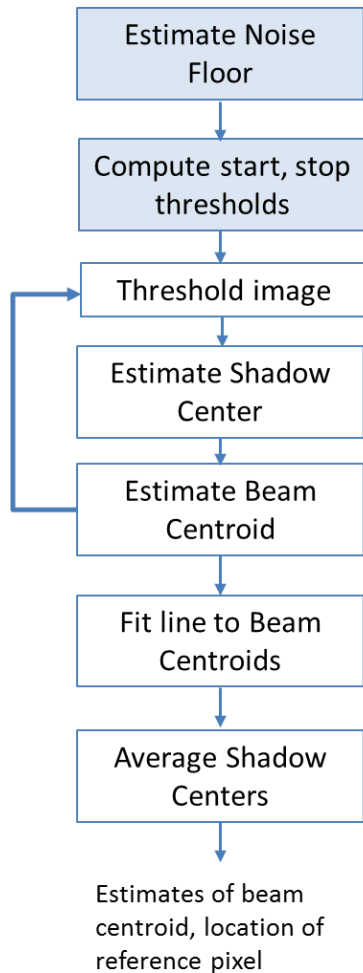 Estimate Noise
Floor
Compute start, stop
thresholds
Threshold image
Estimate Shadow
Center
Estimate Beam
Centroid
Fit line to Beam
Centroids
Average Shadow
Centers
Estimates of beam
centroid, location of
reference pixel